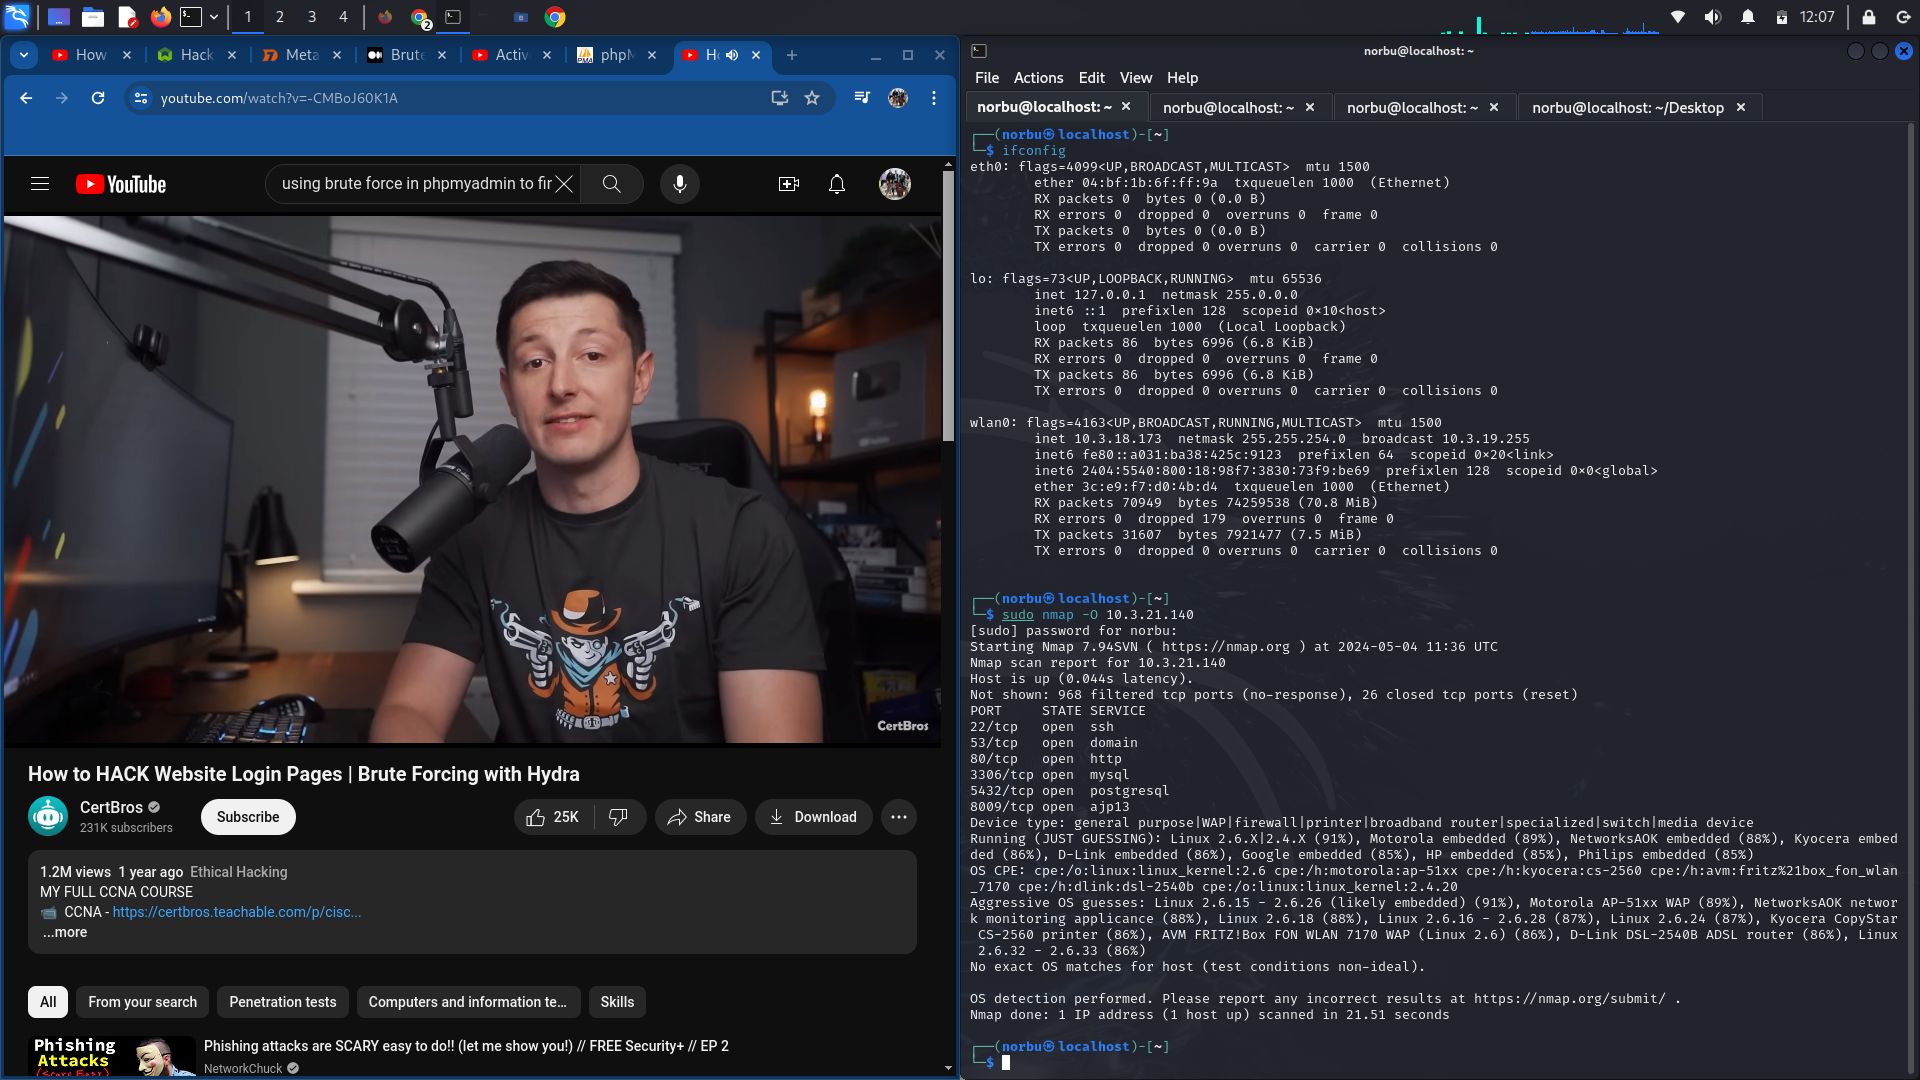 1 2 3 4
2
12:07
How
Hack
Meta
Brute
Activ
phpM
Ho
youtube.com/watch?v=-CMBoJ60K1A
YouTube
using brute force in phpmyadmin to fir
CertBros
How to HACK Website Login Pages | Brute Forcing with Hydra
CertBros
231K subscribers
Subscribe
25K
Share
Download
1.2M views 1 year ago Ethical Hacking
MY FULL CCNA COURSE
CCNA - https://certbros.teachable.com/p/cisc...
...more
All
From your search
Penetration tests
Computers and information te...
Skills
Phishing
Attacks
Phishing attacks are SCARY easy to do!! (let me show you!) // FREE Security+ // EP 2
NetworkChuck
norbu@localhost: ~
File Actions Edit View Help
norbu@localhost: ~
norbu@localhost: ~
norbu@localhost: ~
norbu@localhost: ~/Desktop
┌──(norbu㉿localhost)-[~]
└─$ ifconfig
eth0: flags=4099<UP,BROADCAST,MULTICAST> mtu 1500
ether 04:bf:1b:6f:ff:9a txqueuelen 1000 (Ethernet)
RX packets 0 bytes 0 (0.0 B)
RX errors 0 dropped 0 overruns 0 frame 0
TX packets 0 bytes 0 (0.0 B)
TX errors 0 dropped 0 overruns 0 carrier 0 collisions 0
lo: flags=73<UP,LOOPBACK,RUNNING> mtu 65536
inet 127.0.0.1 netmask 255.0.0.0
inet6 ::1 prefixlen 128 scopeid 0×10<host>
loop txqueuelen 1000 (Local Loopback)
RX packets 86 bytes 6996 (6.8 KiB)
RX errors 0 dropped 0 overruns 0 frame 0
TX packets 86 bytes 6996 (6.8 KiB)
TX errors 0 dropped 0 overruns 0 carrier 0 collisions 0
wlan0: flags=4163<UP,BROADCAST,RUNNING,MULTICAST> mtu 1500
inet 10.3.18.173 netmask 255.255.254.0 broadcast 10.3.19.255
inet6 fe80::a031:ba38:425c:9123 prefixlen 64 scopeid 0×20<link>
inet6 2404:5540:800:18:98f7:3830:73f9:be69 prefixlen 128 scopeid 0×0<global>
ether 3c:e9:f7:d0:4b:d4 txqueuelen 1000 (Ethernet)
RX packets 70949 bytes 74259538 (70.8 MiB)
RX errors 0 dropped 179 overruns 0 frame 0
TX packets 31607 bytes 7921477 (7.5 MiB)
TX errors 0 dropped 0 overruns 0 carrier 0 collisions 0
┌──(norbu㉿localhost)-[~]
└─$ sudo nmap -O 10.3.21.140
[sudo] password for norbu:
Starting Nmap 7.94SVN ( https://nmap.org ) at 2024-05-04 11:36 UTC
Nmap scan report for 10.3.21.140
Host is up (0.044s latency).
Not shown: 968 filtered tcp ports (no-response), 26 closed tcp ports (reset)
PORT STATE SERVICE
22/tcp open ssh
53/tcp open domain
80/tcp open http
3306/tcp open mysql
5432/tcp open postgresql
8009/tcp open ajp13
Device type: general purpose|WAP|firewall|printer|broadband router|specialized|switch|media device
Running (JUST GUESSING): Linux 2.6.X|2.4.X (91%), Motorola embedded (89%), NetworksAOK embedded (88%), Kyocera embed
ded (86%), D-Link embedded (86%), Google embedded (85%), HP embedded (85%), Philips embedded (85%)
OS CPE: cpe:/o:linux:linux_kernel:2.6 cpe:/h:motorola:ap-51xx cpe:/h:kyocera:cs-2560 cpe:/h:avm:fritz%21box_fon_wlan
_7170 cpe:/h:dlink:dsl-2540b cpe:/o:linux:linux_kernel:2.4.20
Aggressive OS guesses: Linux 2.6.15 - 2.6.26 (likely embedded) (91%), Motorola AP-51xx WAP (89%), NetworksAOK networ
k monitoring applicance (88%), Linux 2.6.18 (88%), Linux 2.6.16 - 2.6.28 (87%), Linux 2.6.24 (87%), Kyocera CopyStar
CS-2560 printer (86%), AVM FRITZ!Box FON WLAN 7170 WAP (Linux 2.6) (86%), D-Link DSL-2540B ADSL router (86%), Linux
2.6.32 - 2.6.33 (86%)
No exact OS matches for host (test conditions non-ideal).
OS detection performed. Please report any incorrect results at https://nmap.org/submit/ .
Nmap done: 1 IP address (1 host up) scanned in 21.51 seconds
┌──(norbu㉿localhost)-[~]
└─$